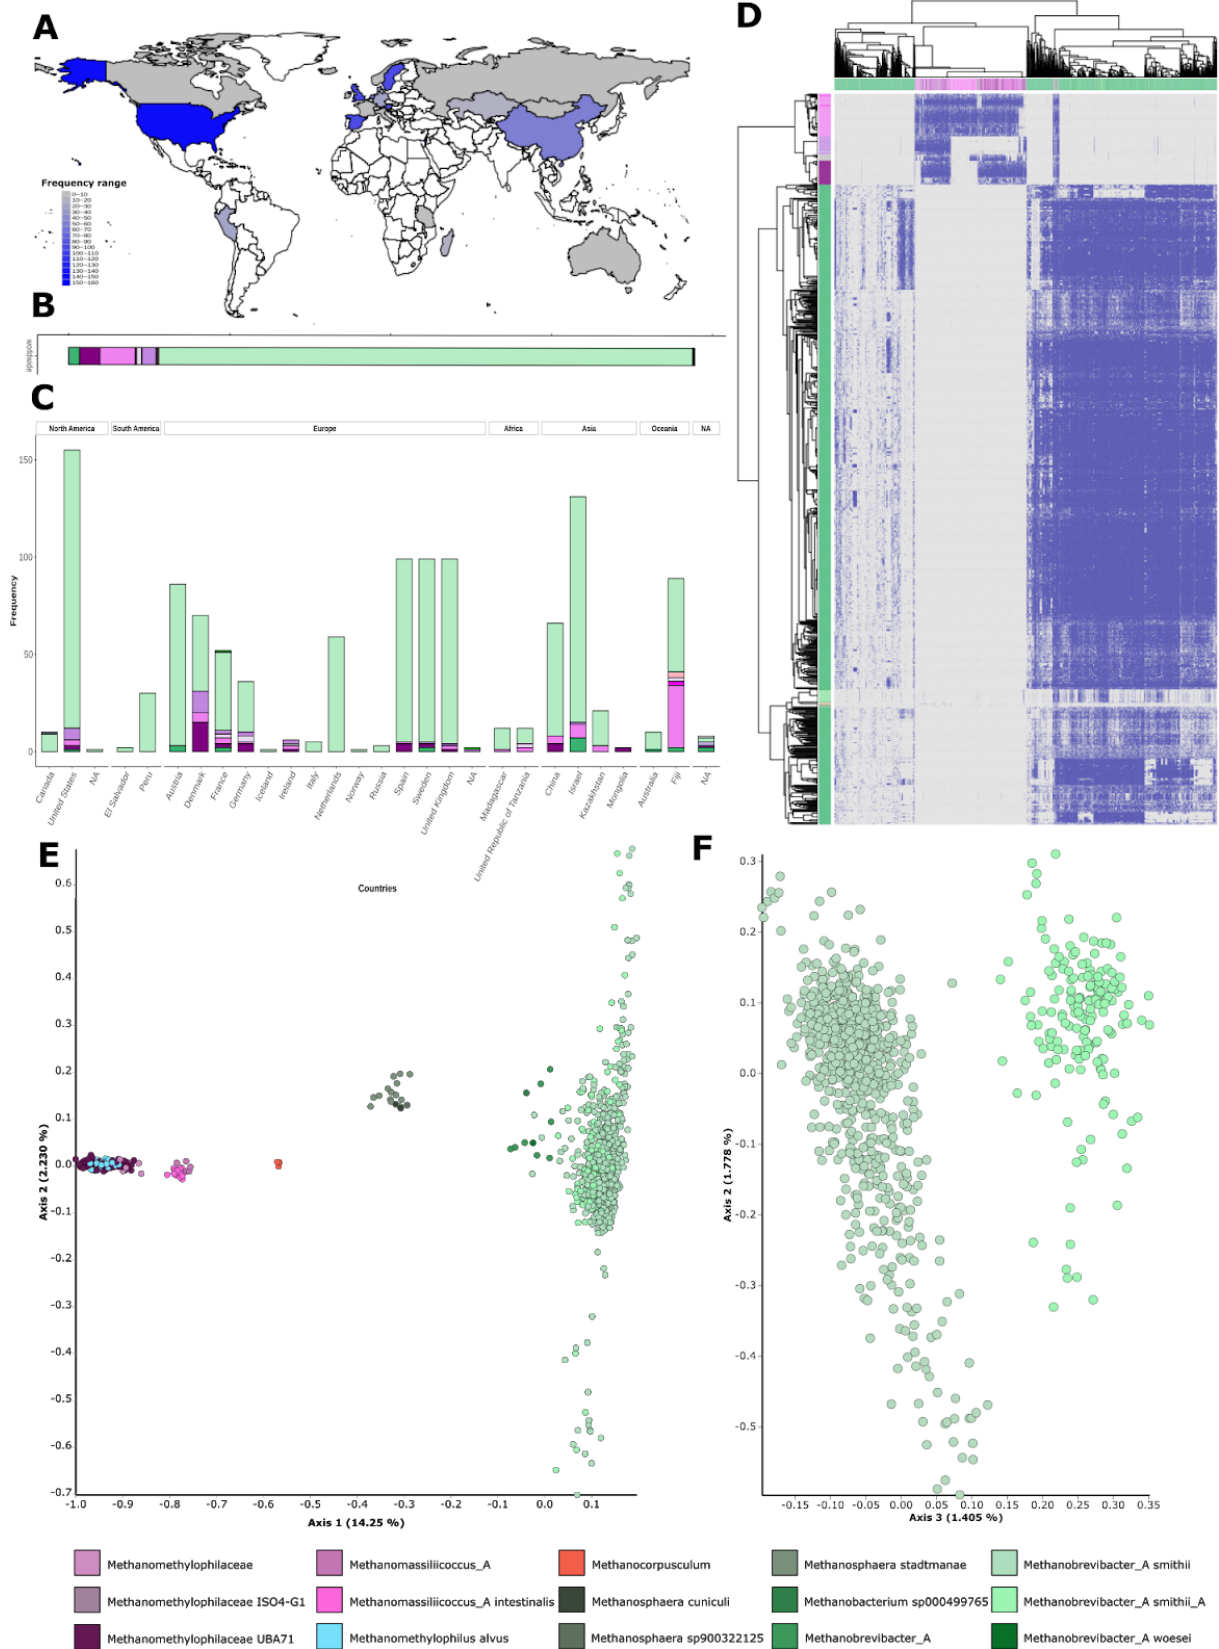 A
Frequency range
0–10
10–20
20–30
30–40
40–50
50–60
60–70
70–80
80–90
90–100
100–110
110–120
120–130
130–140
140–150
150–160
B
worldwide
C
North America South America Europe Africa Asia Oceania NA
Frequency
150
100
50
0
Canada
United States
NA
El Salvador
Peru
Austria
Denmark
France
Germany
Iceland
Ireland
Italy
Netherlands
Norway
Russia
Spain
Sweden
United Kingdom
NA
Madagascar
United Republic of Tanzania
China
Israel
Kazakhstan
Mongolia
Australia
Fiji
NA
Countries
D
E
Axis 2 (2.230 %)
0.6
0.5
0.4
0.3
0.2
0.1
0.0
-0.1
-0.2
-0.3
-0.4
-0.5
-0.6
-0.7
-1.0 -0.9 -0.8 -0.7 -0.6 -0.5 -0.4 -0.3 -0.2 -0.1 0.0 0.1
Axis 1 (14.25 %)
F
Axis 2 (1.778 %)
0.3
0.2
0.1
0.0
-0.1
-0.2
-0.3
-0.4
-0.5
-0.15 -0.10 -0.05 0.00 0.05 0.10 0.15 0.20 0.25 0.30 0.35
Axis 3 (1.405 %)
Methanomethylophilaceae Methanomassiliicoccus_A Methanocorpusculum Methanosphaera stadtmanae Methanobrevibacter_A smithii
Methanomethylophilaceae ISO4-G1 Methanomassiliicoccus_A intestinalis Methanosphaera cuniculi Methanobacterium sp000499765 Methanobrevibacter_A smithii_A
Methanomethylophilaceae UBA71 Methanomethylophilus alvus Methanosphaera sp900322125 Methanobrevibacter_A Methanobrevibacter_A woesei